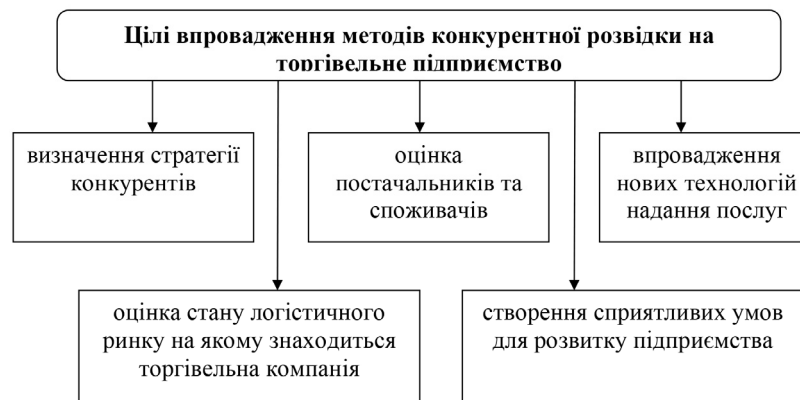 Цілі впровадження методів конкурентної розвідки на
торгівельне підприємство
визначення стратегії
конкурентів
оцінка
постачальників та
споживачів
впровадження
нових технологій
надання послуг
оцінка стану логістичного
ринку на якому знаходиться
торгівельна компанія
створення сприятливих умов
для розвитку підприємства